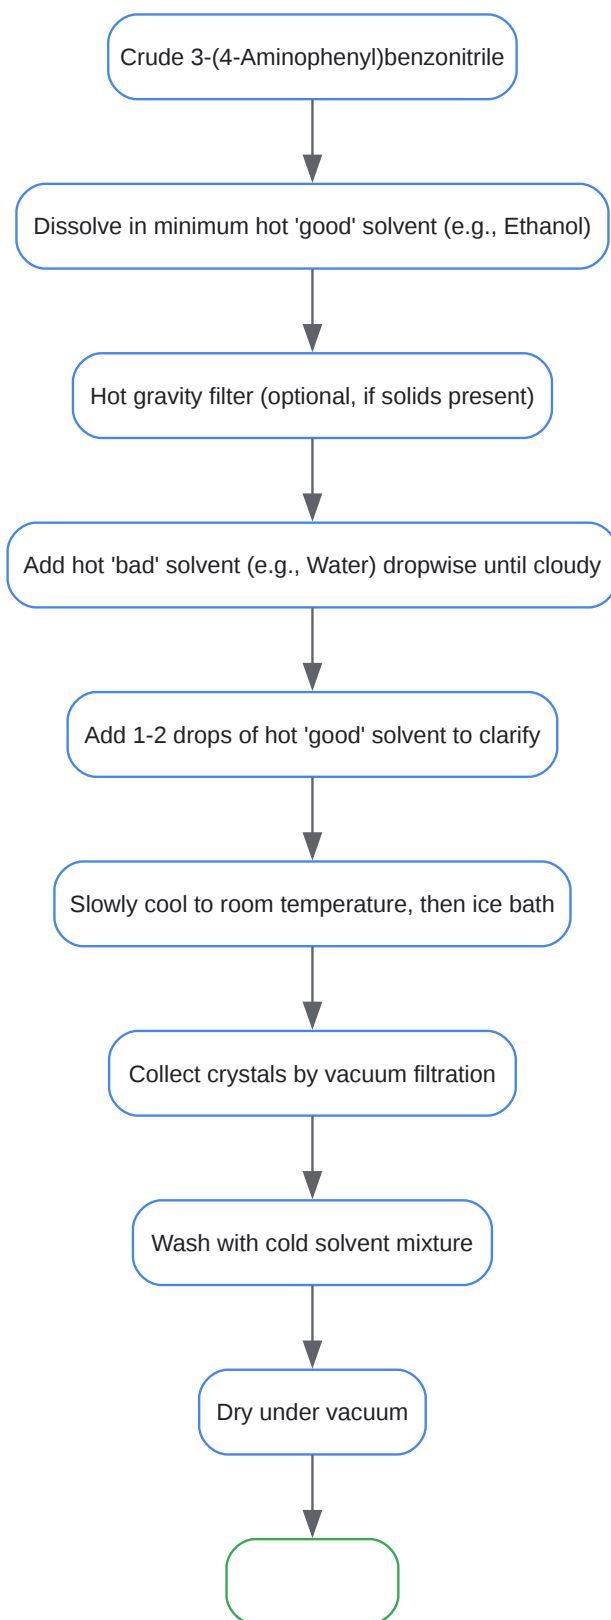 Crude 3-(4-Aminophenyl)benzonitrile
Dissolve in minimum hot 'good' solvent (e.g., Ethanol)
Hot gravity filter (optional, if solids present)
Add hot 'bad' solvent (e.g., Water) dropwise until cloudy
Add 1-2 drops of hot 'good' solvent to clarify
Slowly cool to room temperature, then ice bath
Collect crystals by vacuum filtration
Wash with cold solvent mixture
Dry under vacuum